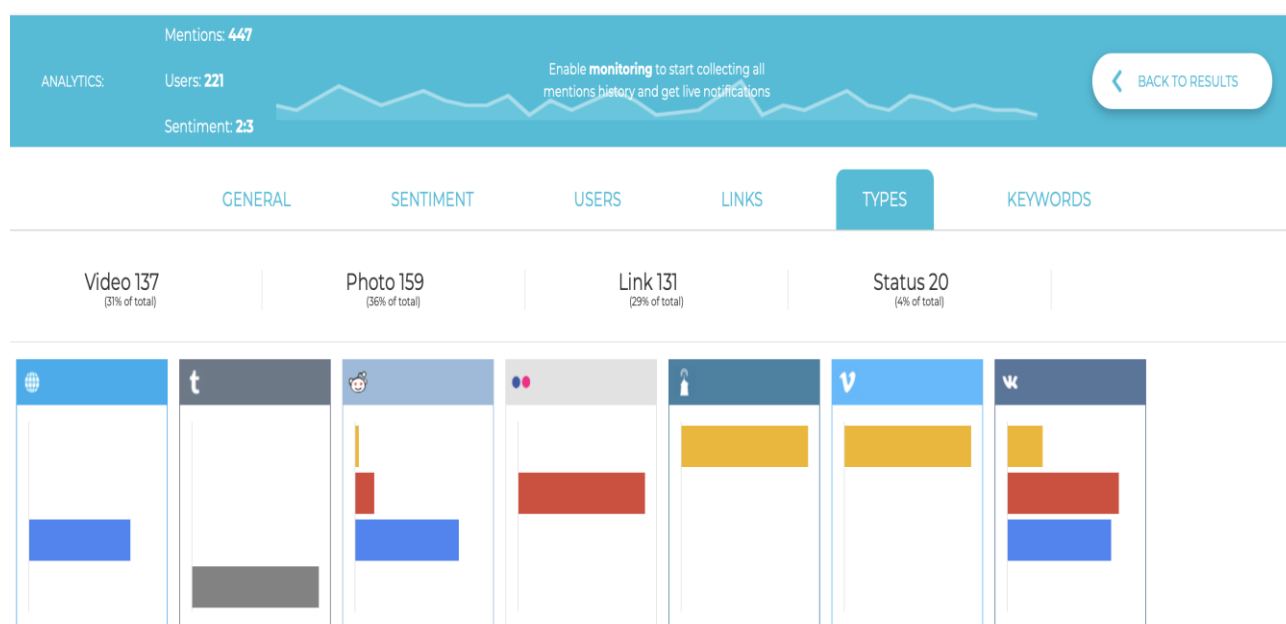 Mentions: 447
Enable monitoring to start collecting all
ANALYTICS:
Users: 221
mentions history and get live notifications
BACK TO RESULTS
Sentiment: 2:3
GENERAL
SENTIMENT
USERS
LINKS
TYPES
KEYWORDS
Video 137
(31% of total)
Photo 159
(36% of total)
Link 131
(29% of total)
Status 20
(4% of total)
t